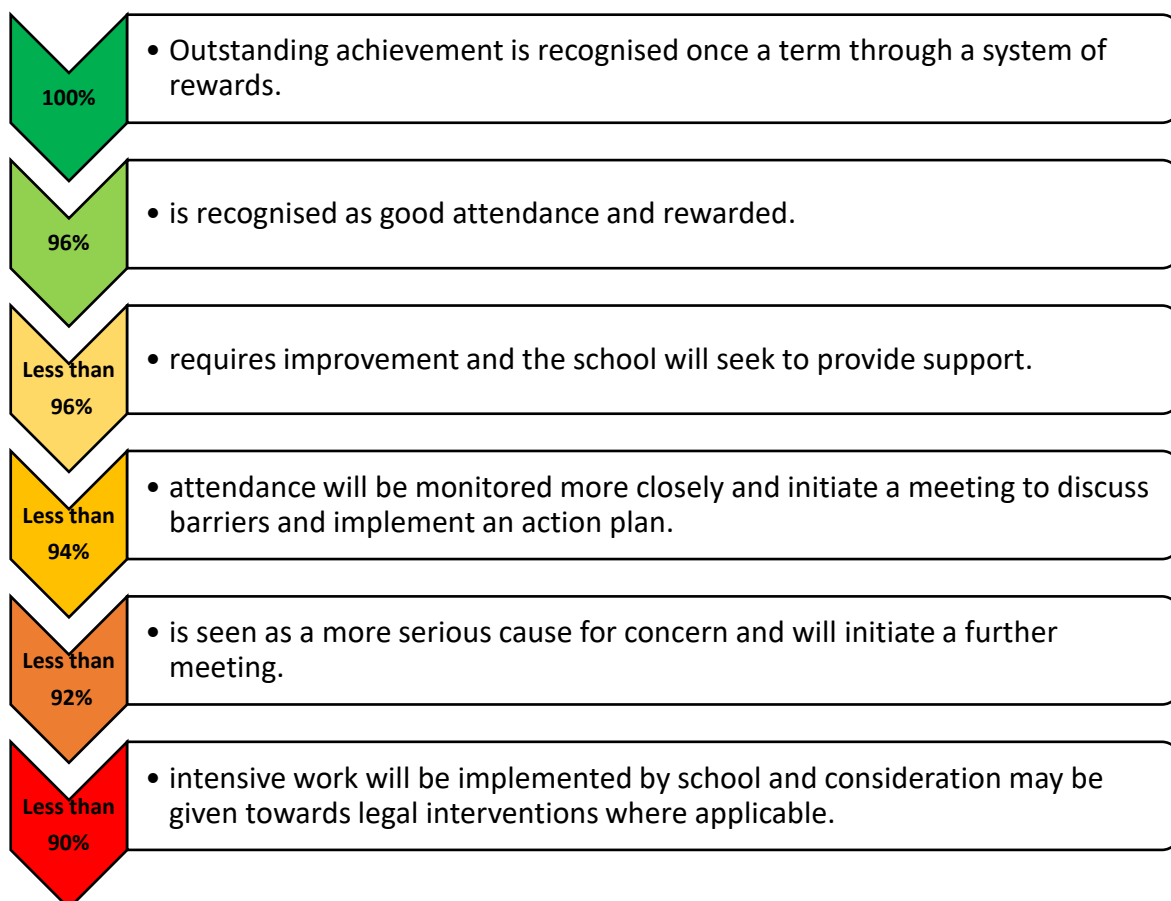 100%
• Outstanding achievement is recognised once a term through a system of
rewards.
96%
• is recognised as good attendance and rewarded.
Less than
96%
• requires improvement and the school will seek to provide support.
Less than
94%
• attendance will be monitored more closely and initiate a meeting to discuss
barriers and implement an action plan.
Less than
92%
• is seen as a more serious cause for concern and will initiate a further
meeting.
Less than
90%
• intensive work will be implemented by school and consideration may be
given towards legal interventions where applicable.